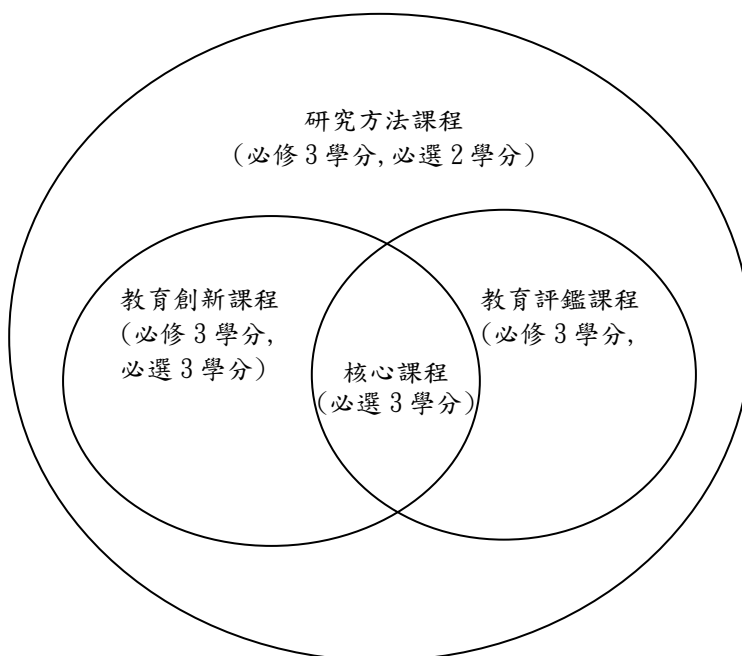 研究方法課程
(必修 3 學分, 必選 2 學分)
教育創新課程
(必修 3 學分,
必選 3 學分)
教育評鑑課程
(必修 3 學分,
核心課程
(必選 3 學分)